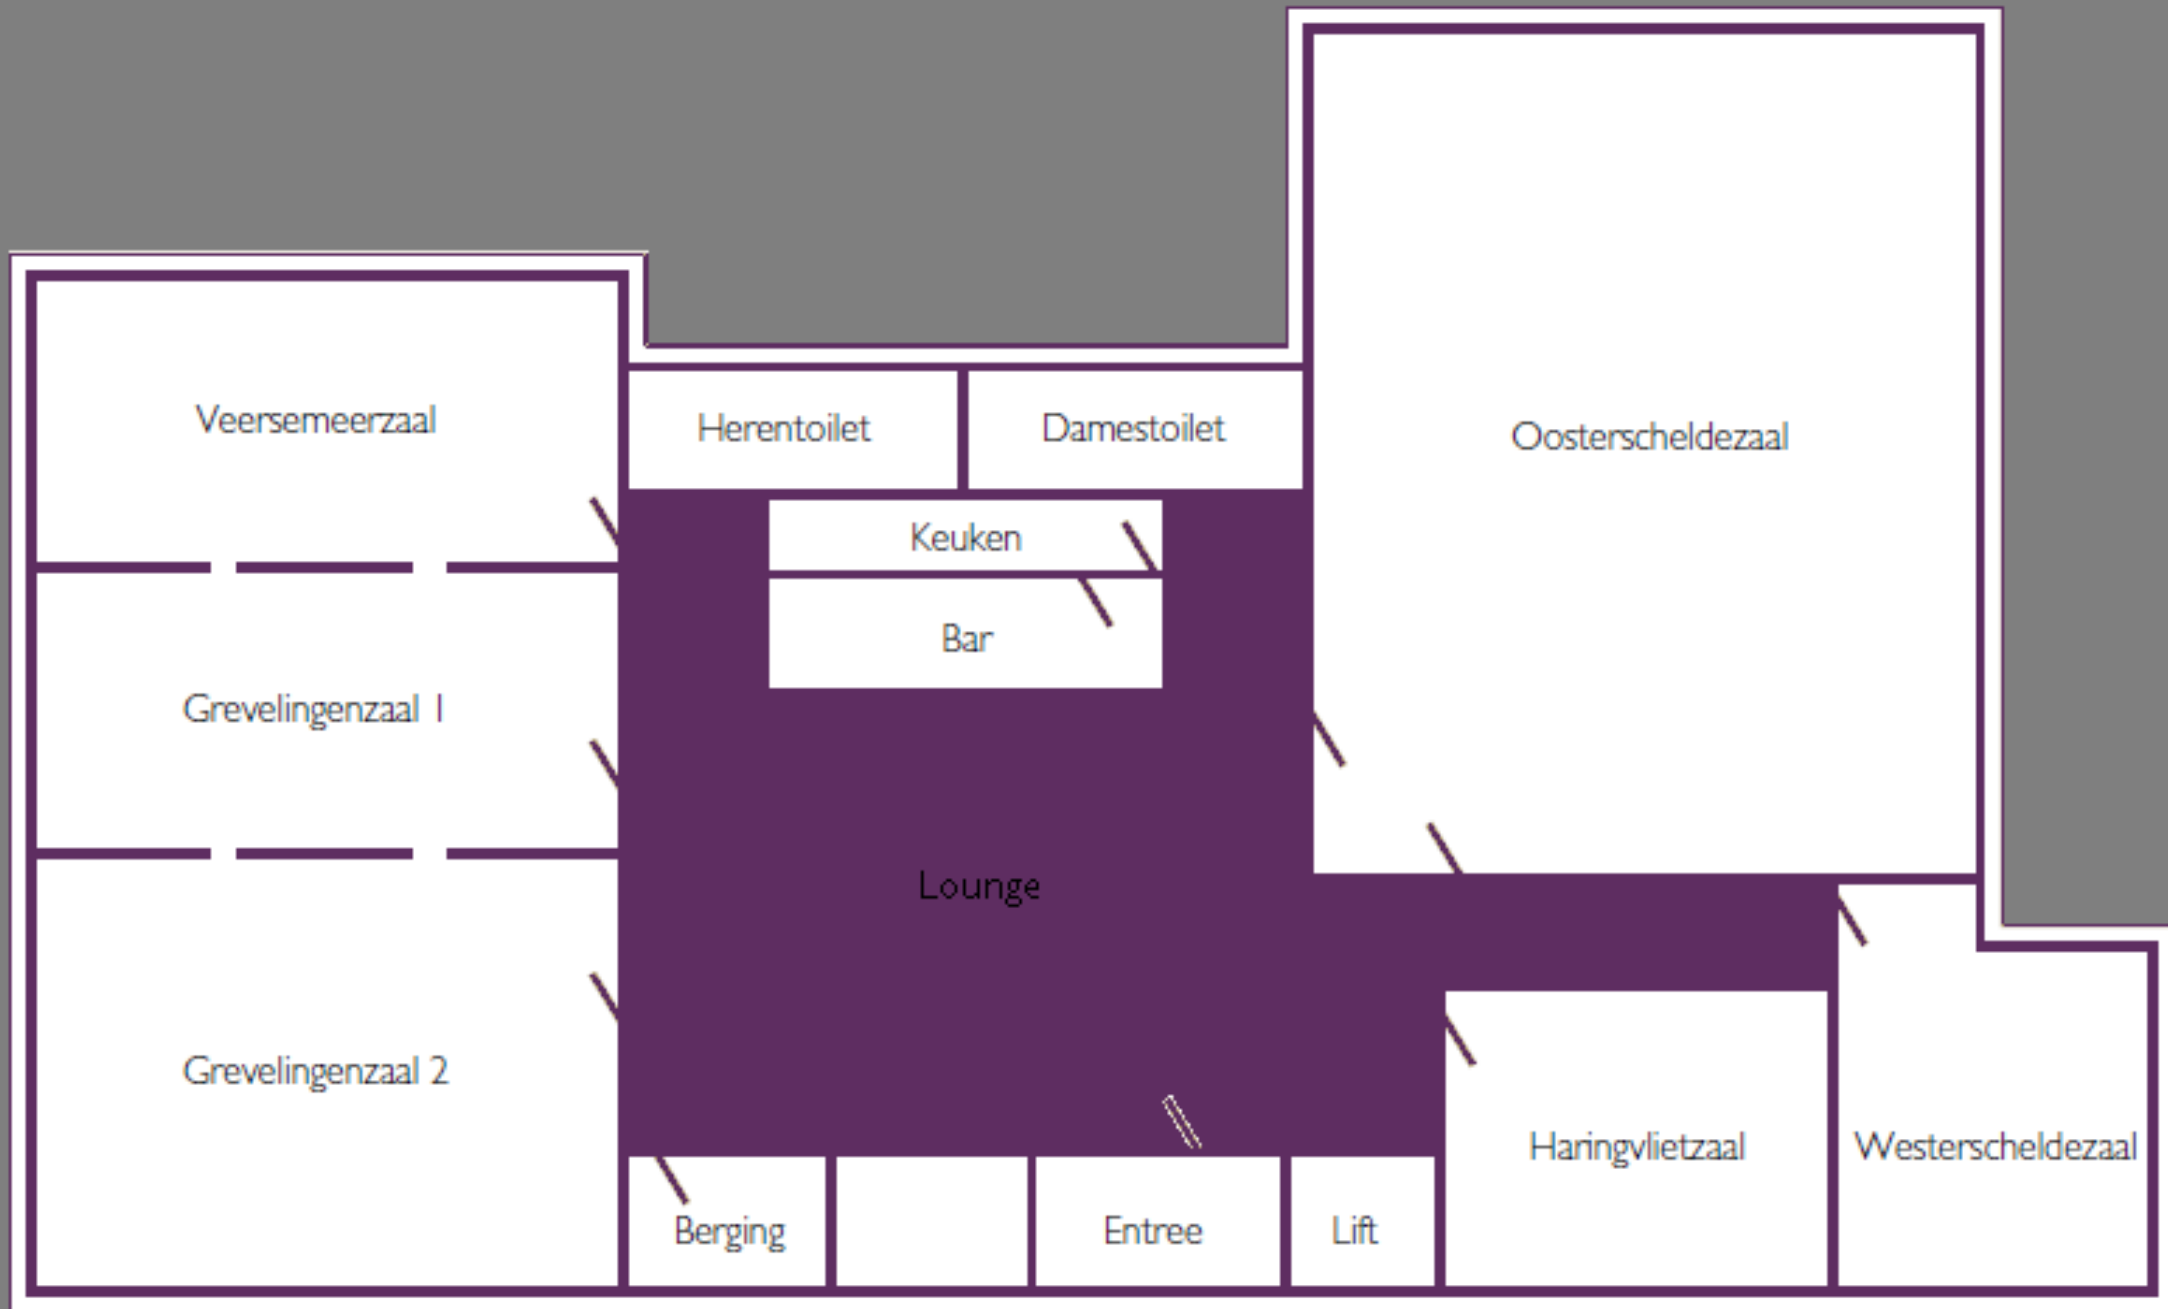 Veersemeerzaal
Herentoilet
Damestoilet
Oosterscheldezaal
Keuken
Bar
Grevelingenzaal 1
Lounge
Grevelingenzaal 2
Haringvlietzaal
Westerscheldezaal
Berging
Entree
Lift